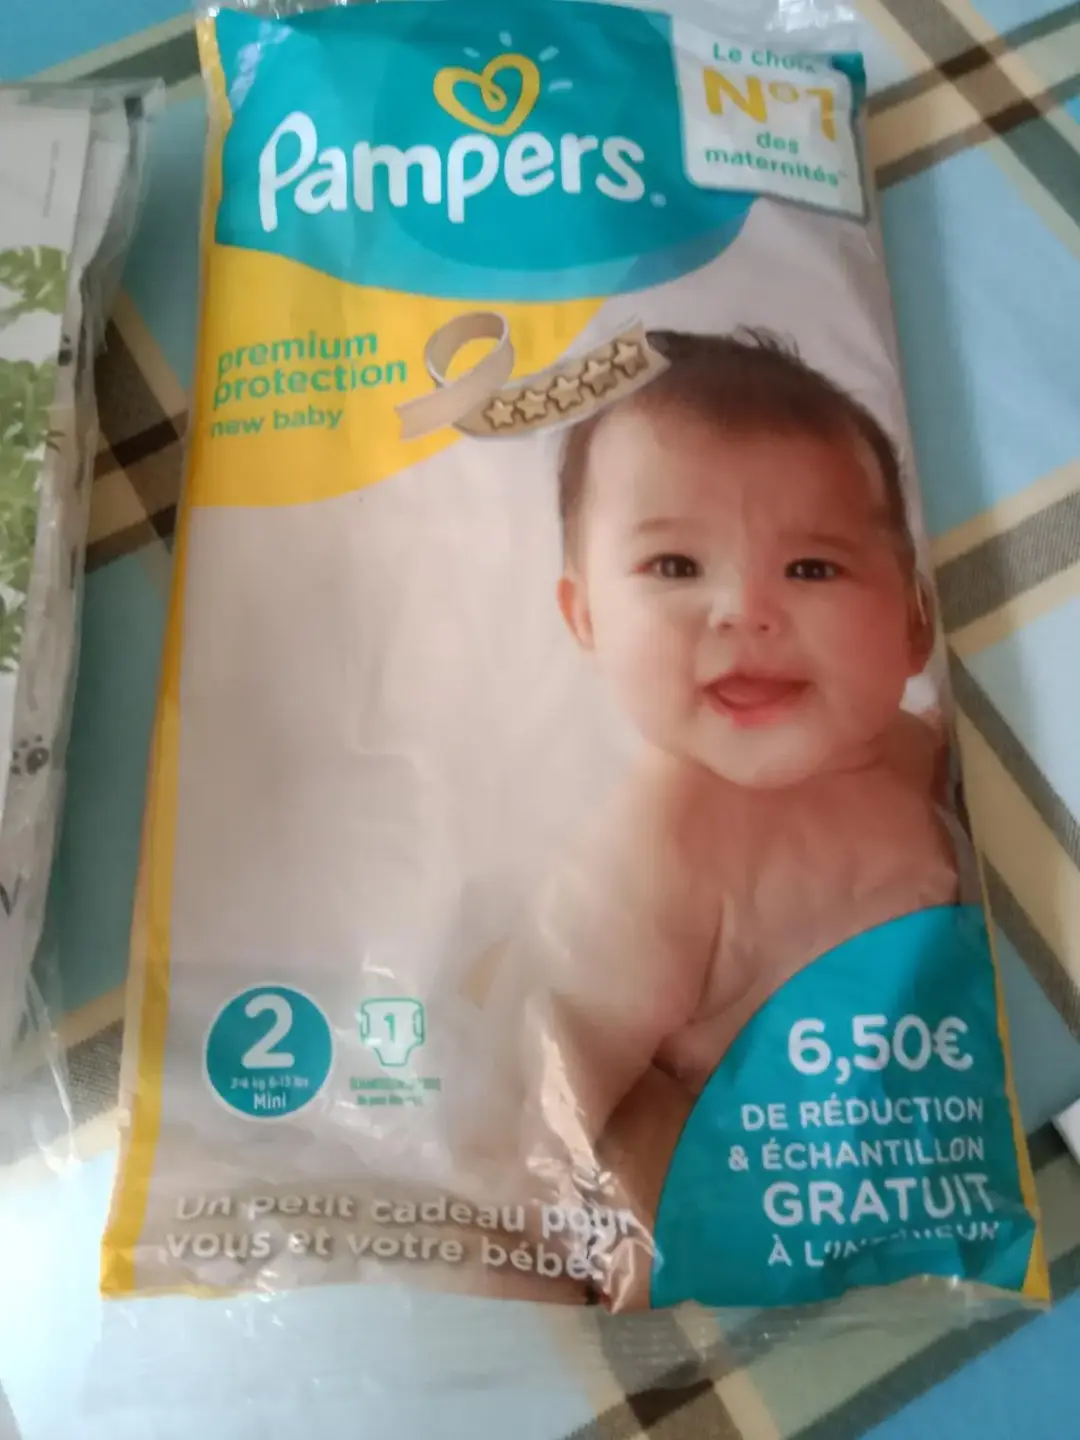 Pampers.
Le choix
N°1
des
maternités
premium
protection
new baby
2
Mini
1
6,50€
DE RÉDUCTION
& ÉCHANTILLON
GRATUIT
À L'INTÉRIEUR
Un petit cadeau pour
vous et votre bébé